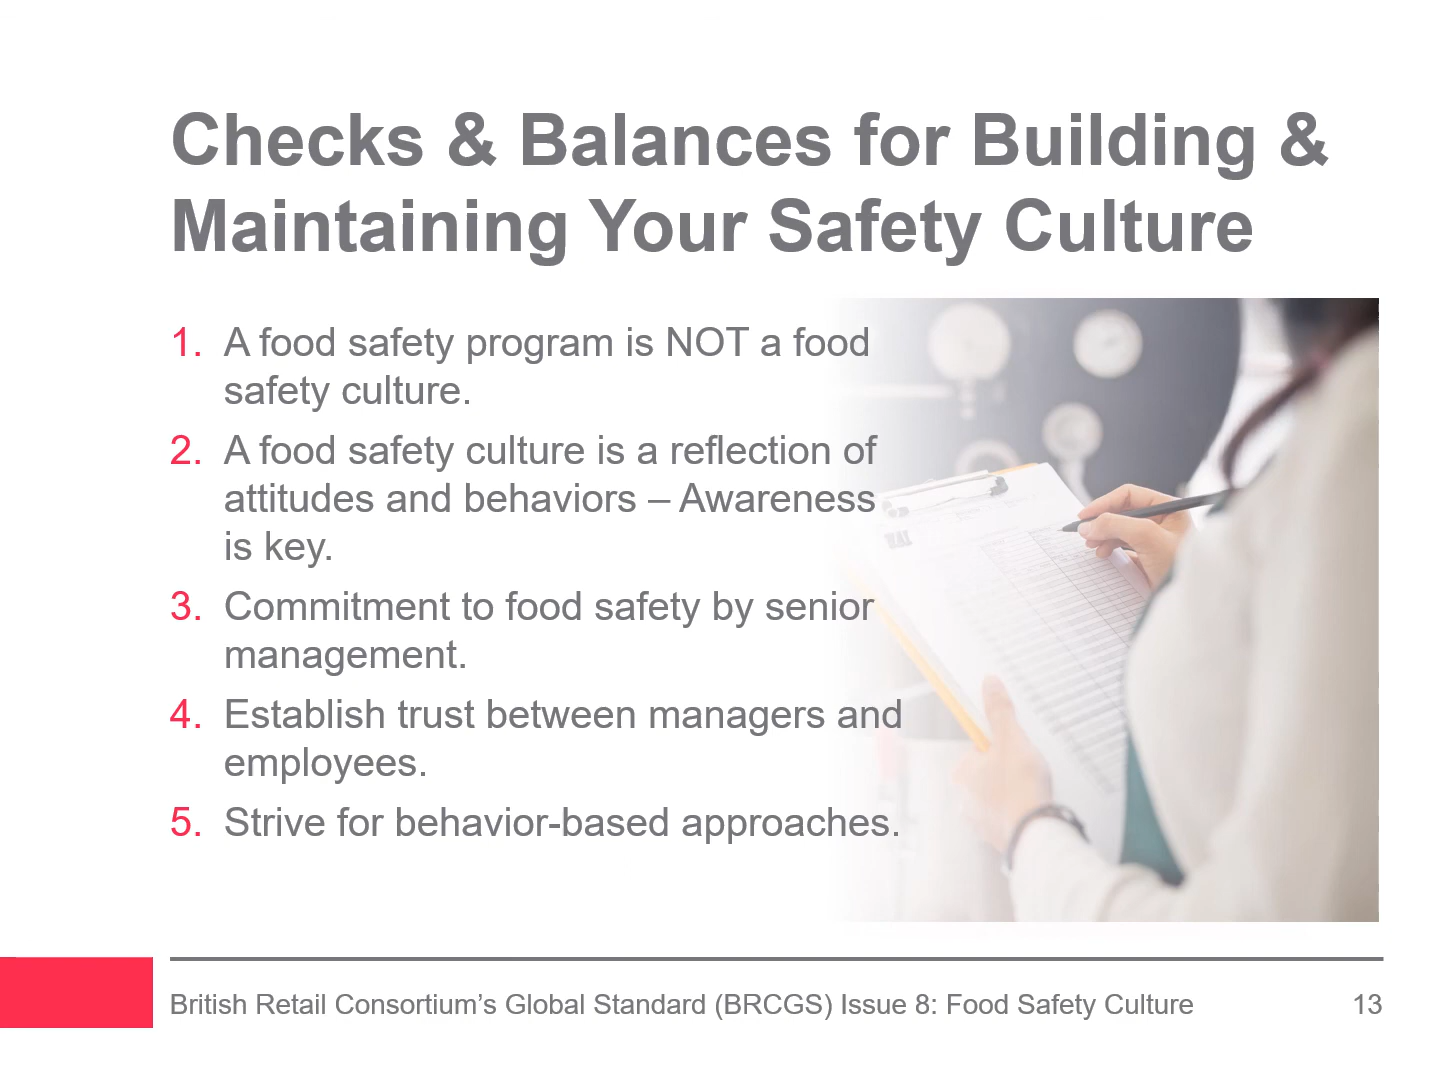 Checks & Balances for Building &
Maintaining Your Safety Culture
1. A food safety program is NOT a food
safety culture.
2. A food safety culture is a reflection of
attitudes and behaviors – Awareness
is key.
3. Commitment to food safety by senior
management.
4. Establish trust between managers and
employees.
5. Strive for behavior-based approaches.
British Retail Consortium’s Global Standard (BRCGS) Issue 8: Food Safety Culture 13